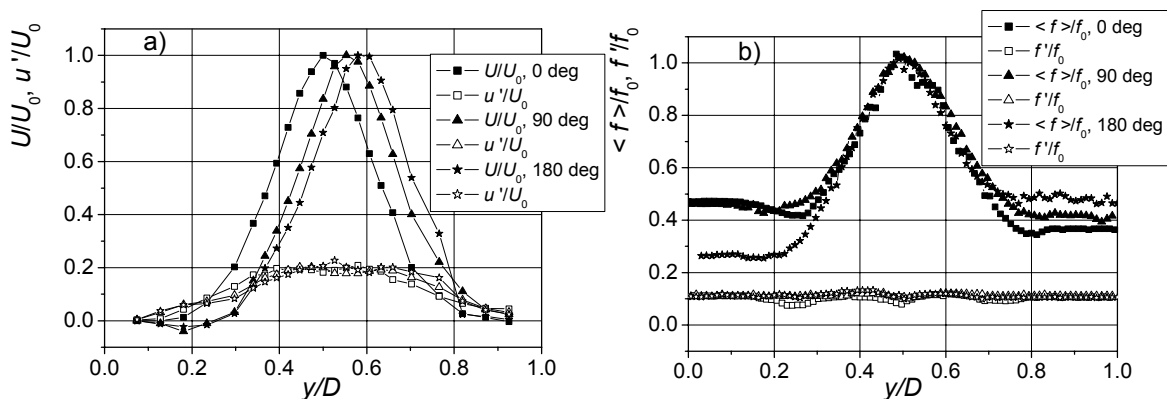 a)
U/U₀, u'/U₀
1.0
0.8
0.6
0.4
0.2
0.0
0.0 0.2 0.4 0.6 0.8 1.0
y/D
U/U₀, 0 deg
u'/U₀
U/U₀, 90 deg
u'/U₀
U/U₀, 180 deg
u'/U₀
b)
<f>/f₀, f'/f₀
1.0
0.8
0.6
0.4
0.2
0.0
0.0 0.2 0.4 0.6 0.8 1.0
y/D
<f>/f₀, 0 deg
f'/f₀
<f>/f₀, 90 deg
f'/f₀
<f>/f₀, 180 deg
f'/f₀